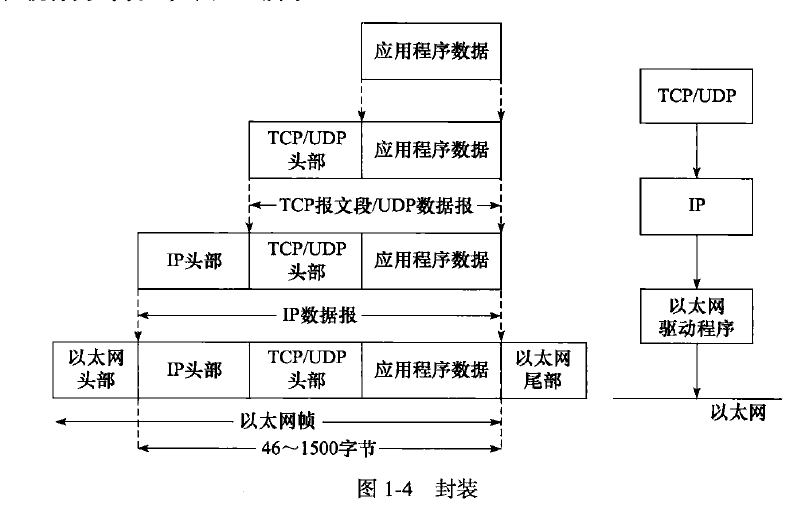 应用程序数据
TCP/UDP
头部
应用程序数据
TCP报文段/UDP数据报
IP头部
TCP/UDP
头部
应用程序数据
IP数据报
以太网
头部
IP头部
TCP/UDP
头部
应用程序数据
以太网
尾部
以太网帧
46～1500字节
TCP/UDP
IP
以太网
驱动程序
以太网
图 1-4 封装